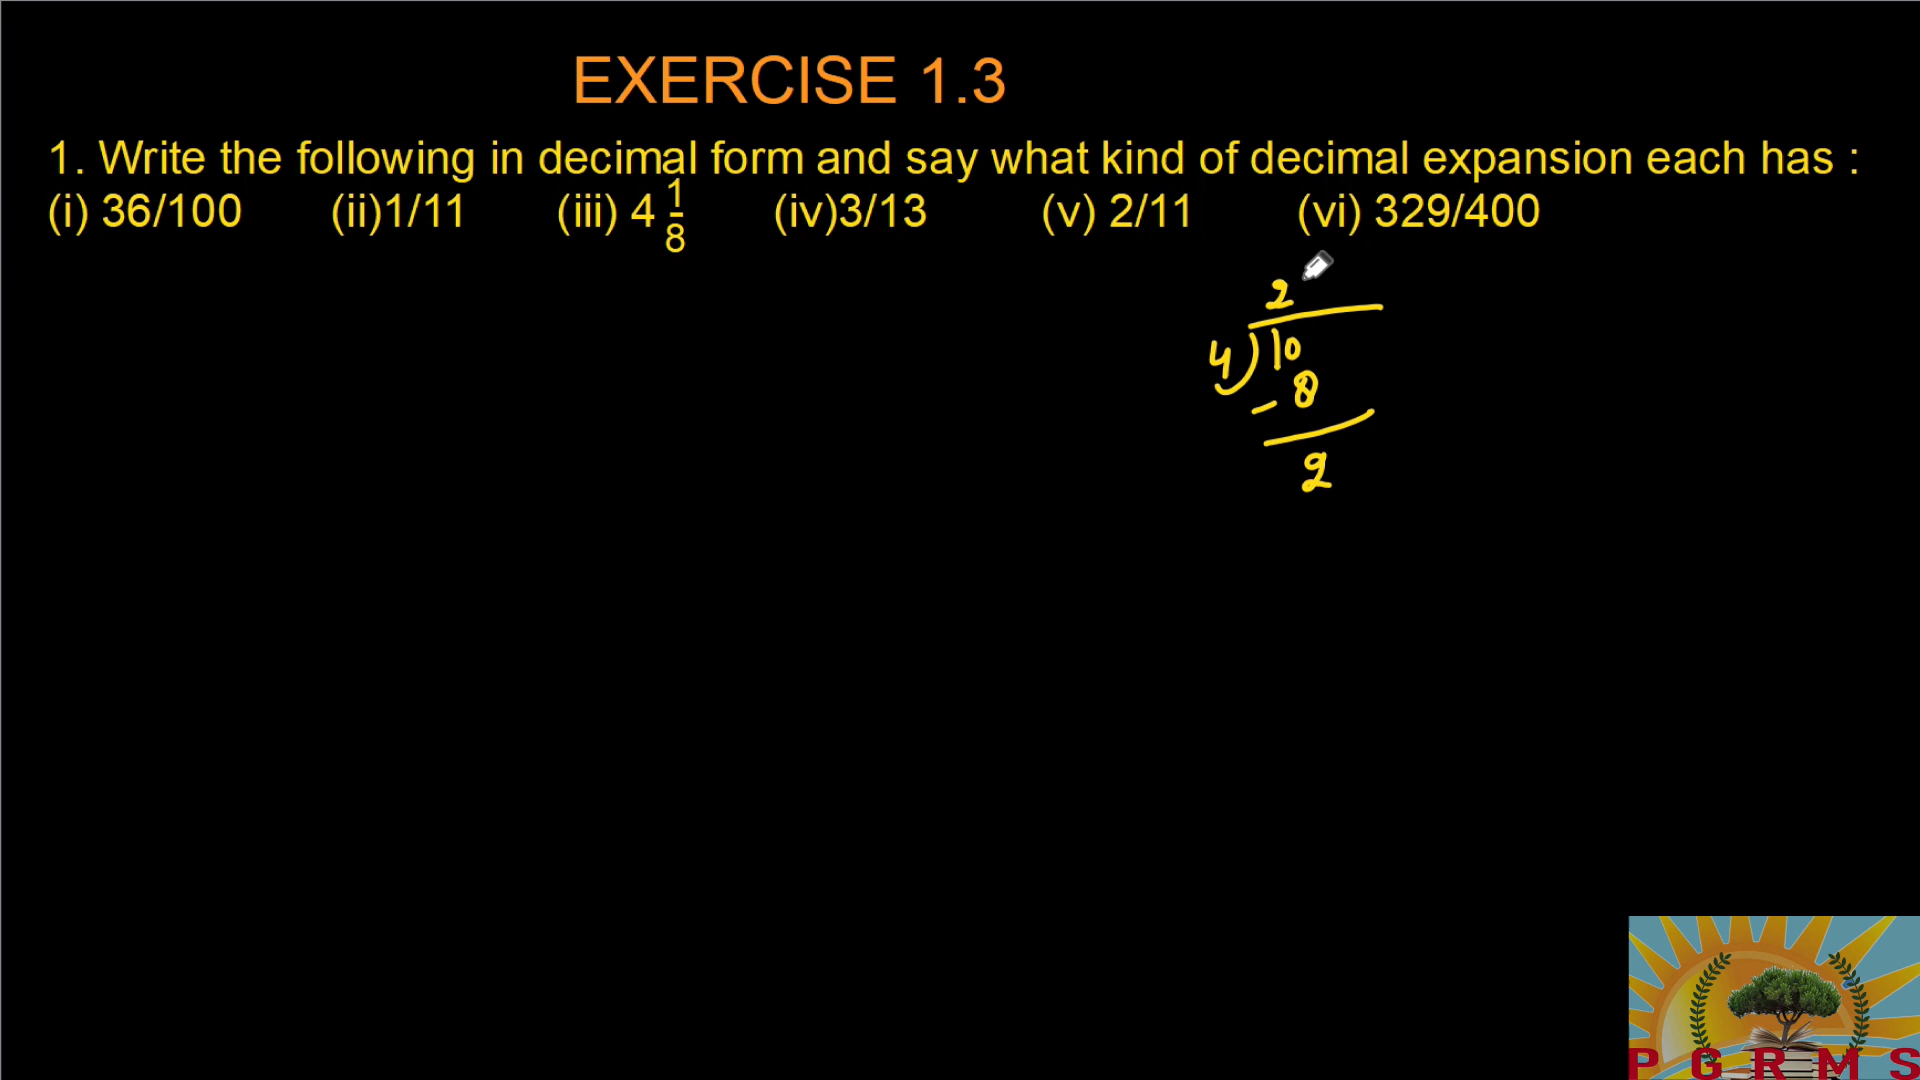 EXERCISE 1.3
1. Write the following in decimal form and say what kind of decimal expansion each has :
(i) 36/100 (ii)1/11 (iii) 4 1/8 (iv)3/13 (v) 2/11 (vi) 329/400
2
4)10
- 8
2
P G R M S